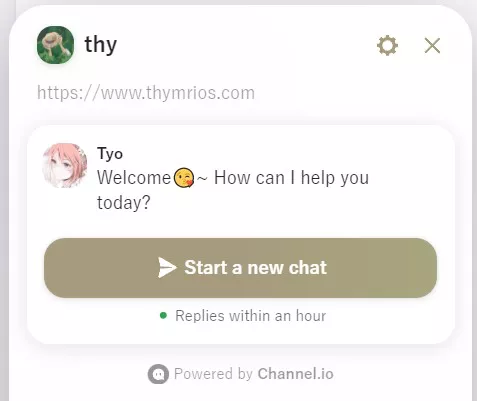 thy
https://www.thymrios.com
Tyo
Welcome😘~ How can I help you
today?
Start a new chat
Replies within an hour
Powered by Channel.io